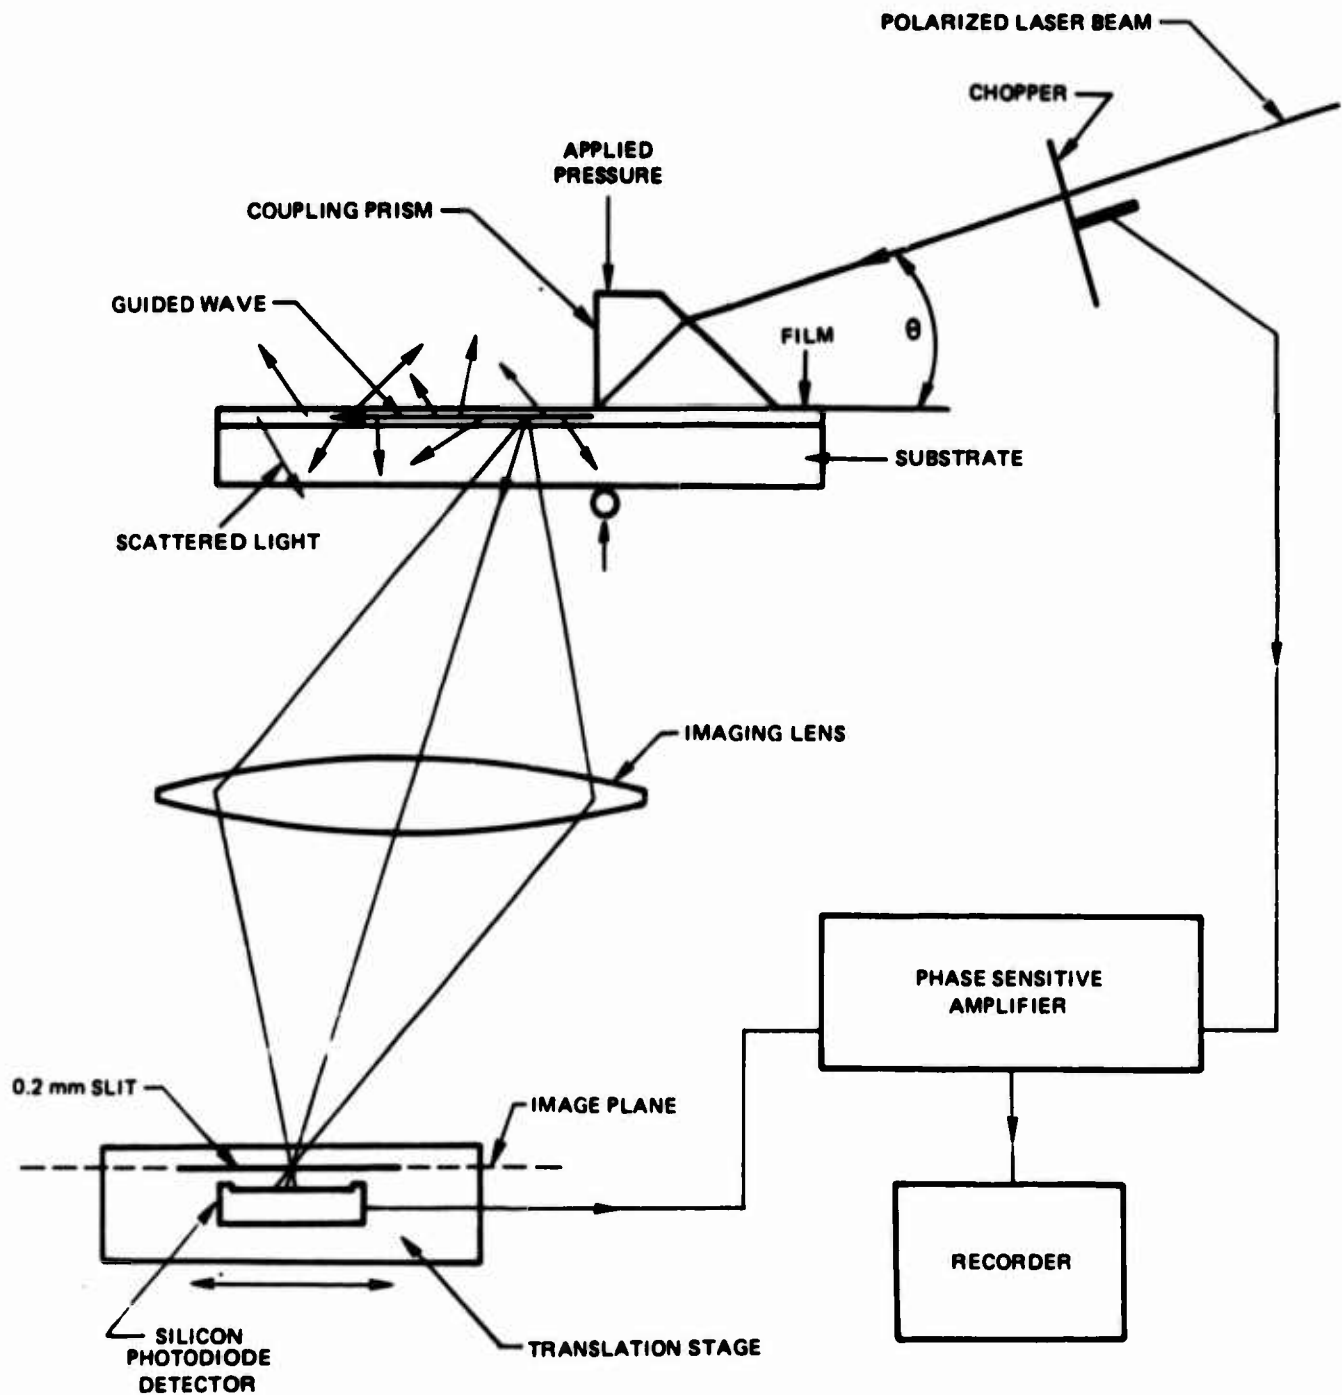 POLARIZED LASER BEAM
CHOPPER
APPLIED
PRESSURE
COUPLING PRISM
GUIDED WAVE
FILM
θ
SUBSTRATE
SCATTERED LIGHT
IMAGING LENS
PHASE SENSITIVE
AMPLIFIER
0.2 mm SLIT
IMAGE PLANE
RECORDER
SILICON
PHOTODIODE
DETECTOR
TRANSLATION STAGE